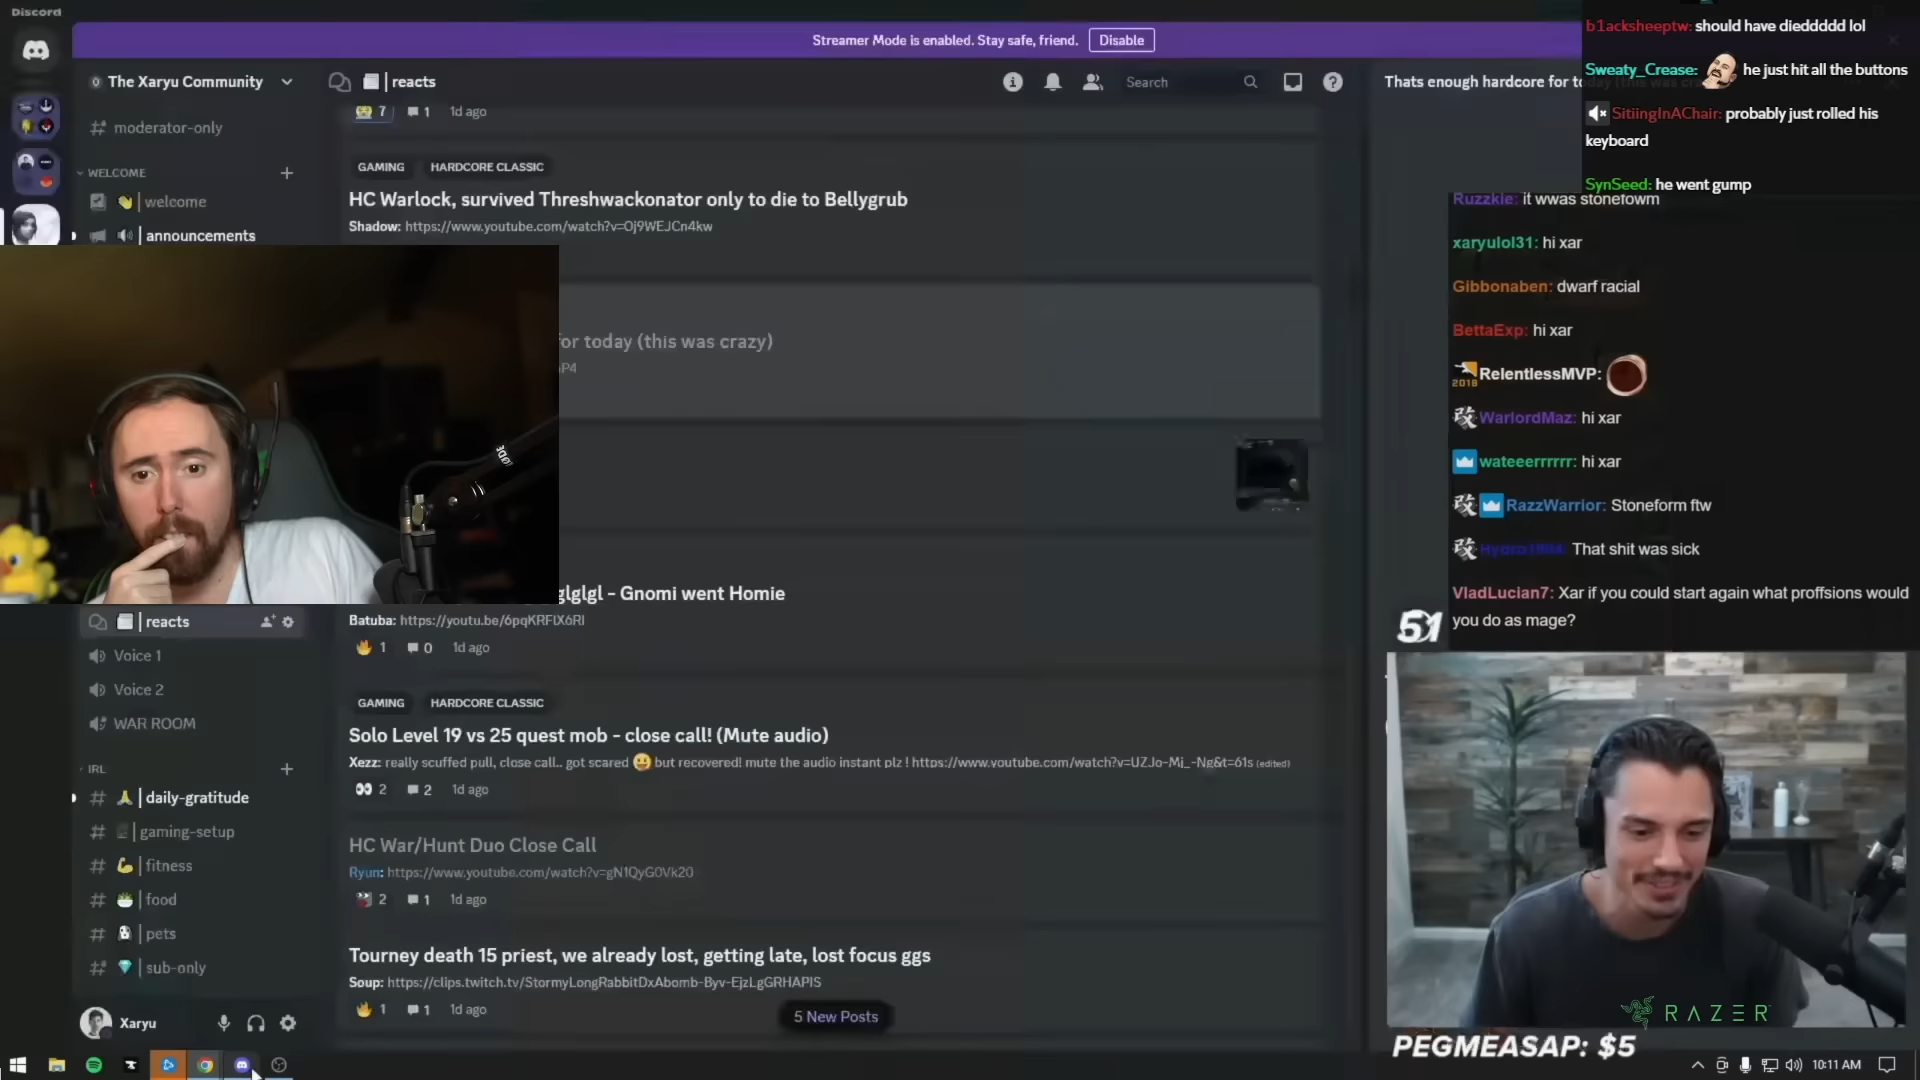 Discord
Streamer Mode is enabled. Stay safe, friend. Disable
The Xaryu Community
moderator-only
WELCOME
welcome
announcements
reacts
Voice 1
Voice 2
WAR ROOM
IRL
daily-gratitude
gaming-setup
fitness
food
pets
sub-only
Xaryu
reacts
Search
7 1 1d ago
GAMING HARDCORE CLASSIC
HC Warlock, survived Threshwackonator only to die to Bellygrub
Shadow: https://www.youtube.com/watch?v=Oj9WEJCn4kw
for today (this was crazy)
P4
glglgl - Gnomi went Homie
Batuba: https://youtu.be/6pqKRFIX6RI
1 0 1d ago
GAMING HARDCORE CLASSIC
Solo Level 19 vs 25 quest mob - close call! (Mute audio)
Xezz: really scuffed pull, close call.. got scared 😀 but recovered! mute the audio instant plz ! https://www.youtube.com/watch?v=UZJo-Mi_-Ng&t=61s (edited)
2 2 1d ago
HC War/Hunt Duo Close Call
Ryun: https://www.youtube.com/watch?v=gN1QyG0Vk20
2 1 1d ago
Tourney death 15 priest, we already lost, getting late, lost focus ggs
Soup: https://clips.twitch.tv/StormyLongRabbitDxAbomb-Byv-EjzLgGRHAPIS
1 1 1d ago
5 New Posts
Thats enough hardcore for to
b1acksheeptw: should have dieddddd lol
Sweaty_Crease: he just hit all the buttons
SitiingInAChair: probably just rolled his
keyboard
SynSeed: he went gump
Ruzzkie: it wwas stonefowm
xaryulol31: hi xar
Gibbonaben: dwarf racial
BettaExp: hi xar
2018 RelentlessMVP:
改 WarlordMaz: hi xar
wateeerrrrrr: hi xar
改 RazzWarrior: Stoneform ftw
改 That shit was sick
VladLucian7: Xar if you could start again what proffsions would
you do as mage?
51
RAZER
PEGMEASAP: $5
10:11 AM